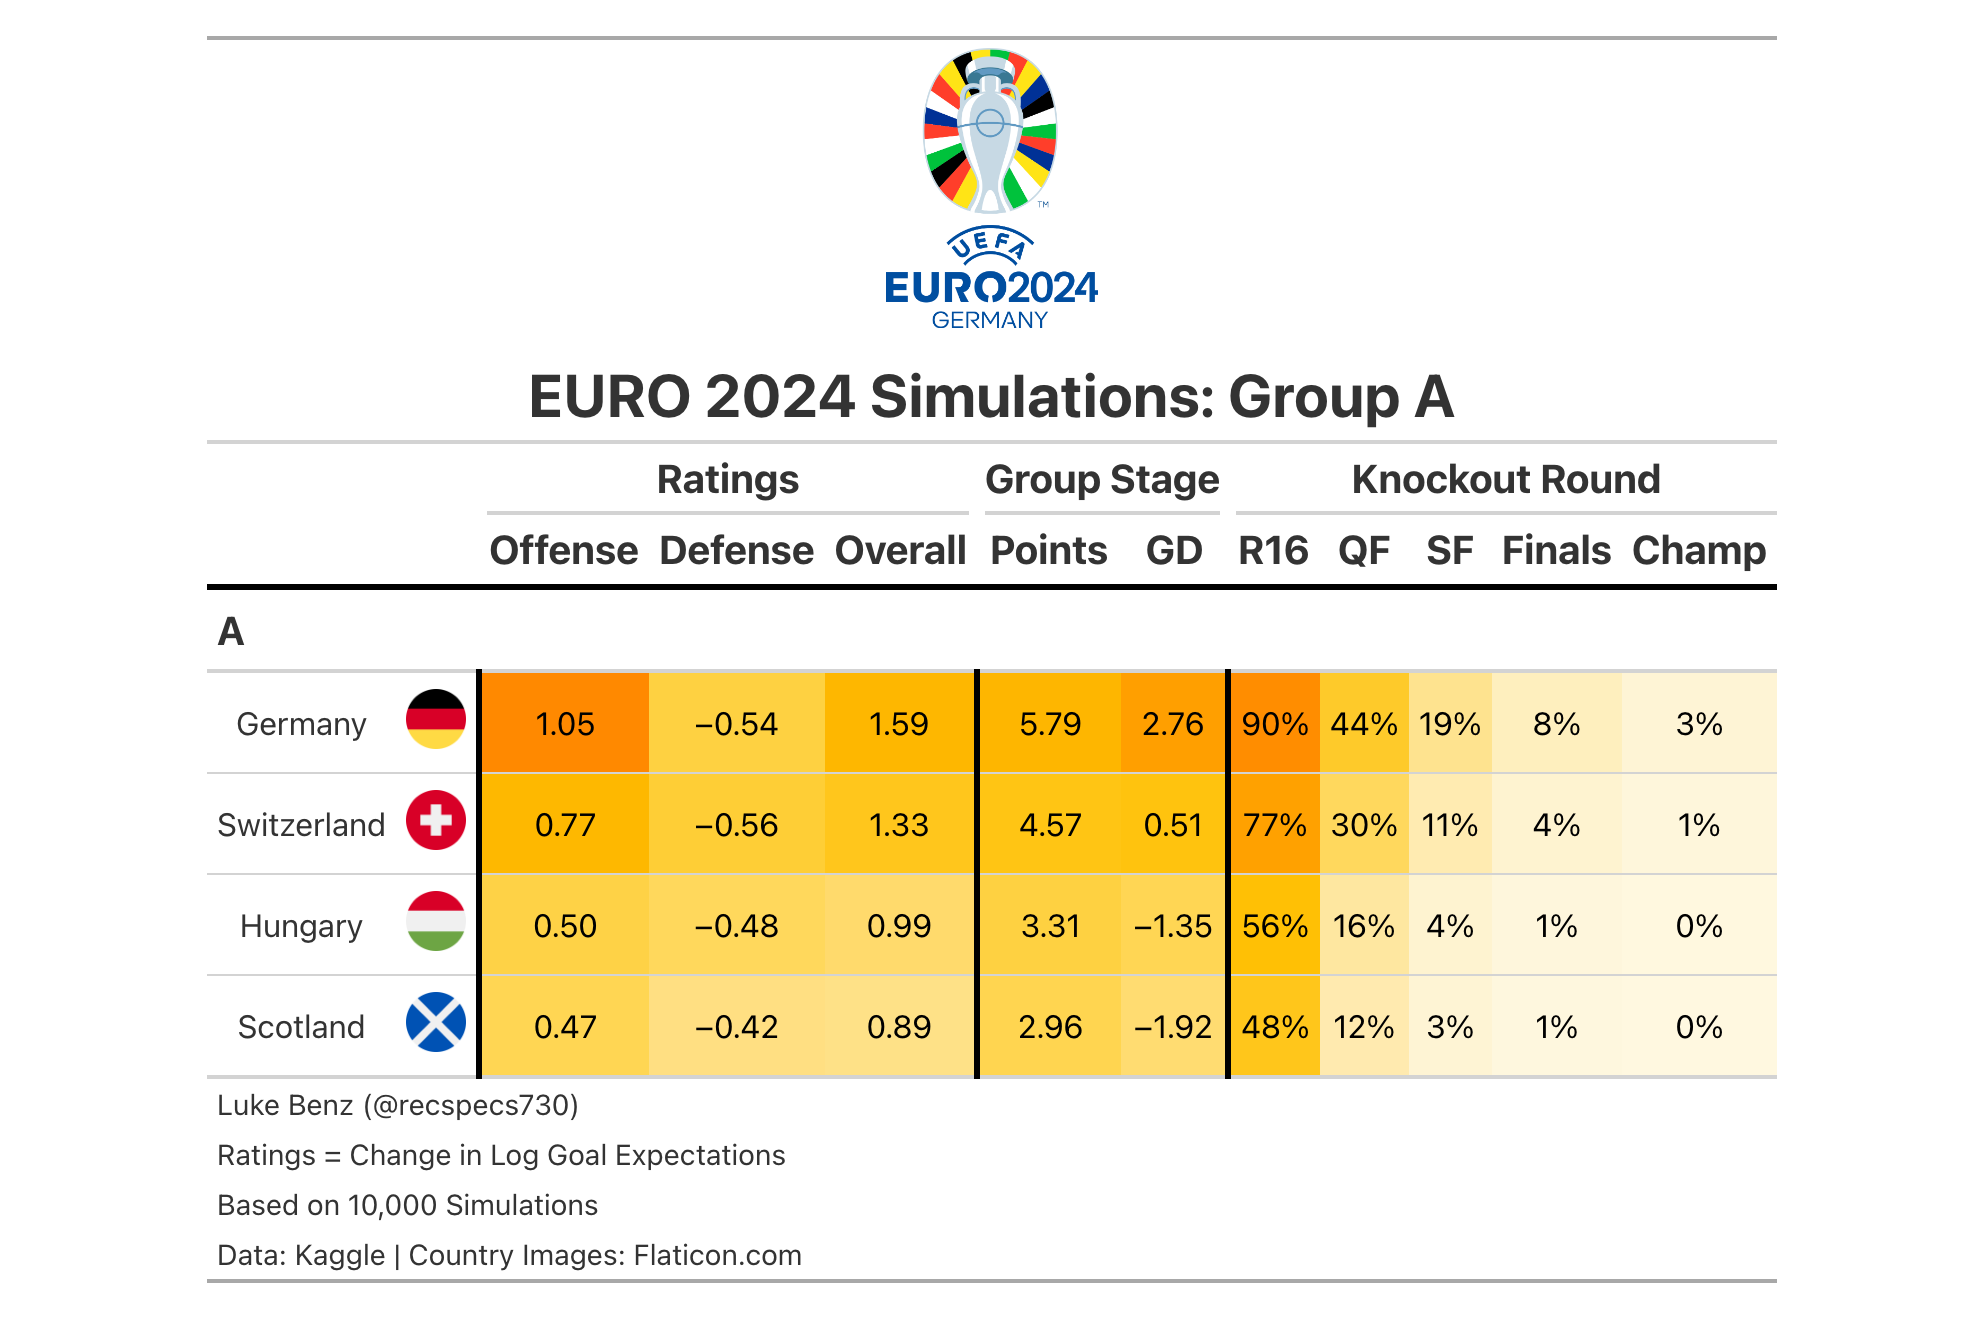 TM
UEFA
EURO2024
GERMANY
EURO 2024 Simulations: Group A
Ratings Group Stage Knockout Round
Offense Defense Overall Points GD R16 QF SF Finals Champ
A
Germany 1.05 −0.54 1.59 5.79 2.76 90% 44% 19% 8% 3%
Switzerland 0.77 −0.56 1.33 4.57 0.51 77% 30% 11% 4% 1%
Hungary 0.50 −0.48 0.99 3.31 −1.35 56% 16% 4% 1% 0%
Scotland 0.47 −0.42 0.89 2.96 −1.92 48% 12% 3% 1% 0%
Luke Benz (@recspecs730)
Ratings = Change in Log Goal Expectations
Based on 10,000 Simulations
Data: Kaggle | Country Images: Flaticon.com